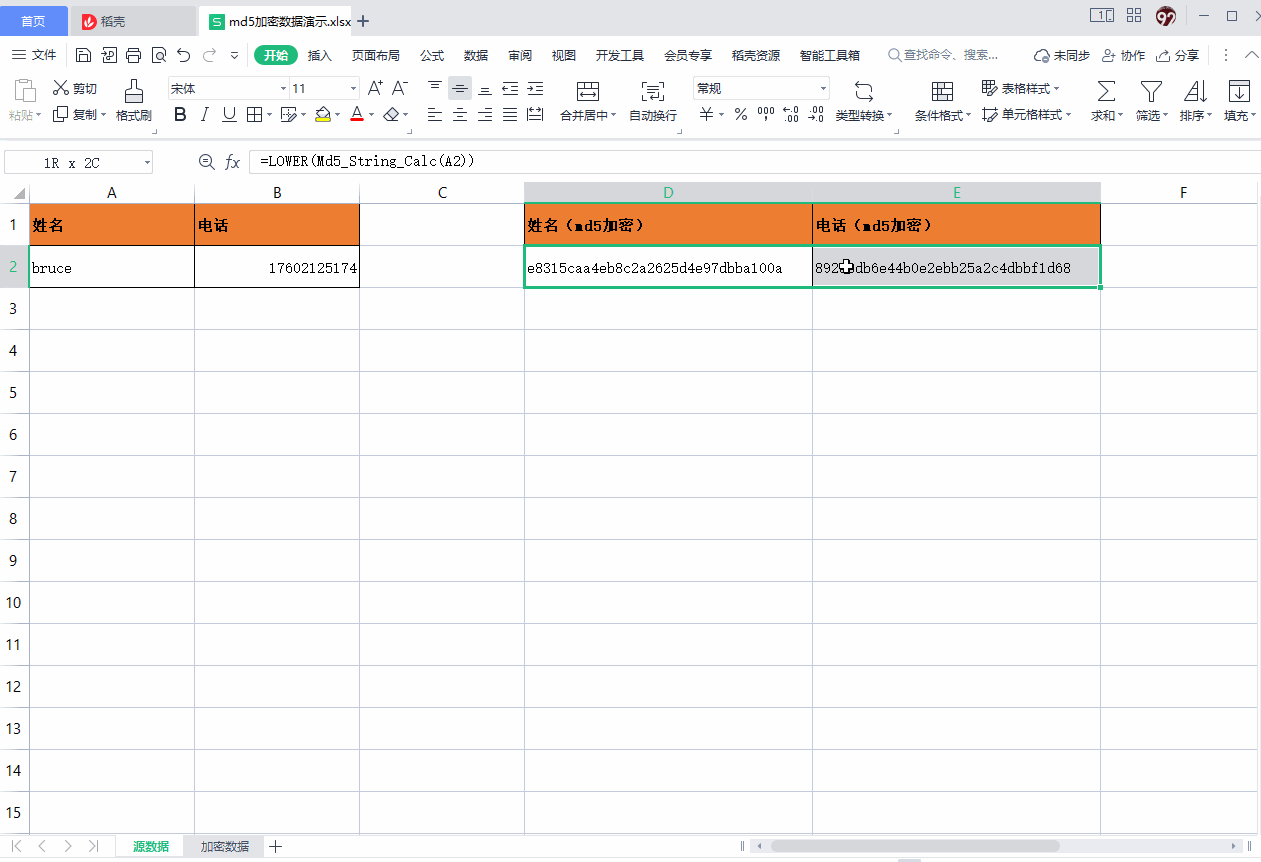 首页 稻壳 S md5加密数据演示.xlsx
文件 开始 插入 页面布局 公式 数据 审阅 视图 开发工具 会员专享 稻壳资源 智能工具箱 查找命令、搜索... 未同步 协作 分享
剪切 宋体 11 A⁺ A⁻ 常规 表格样式
粘贴 复制 格式刷 B I U A 合并居中 自动换行 ¥ % 类型转换 条件格式 单元格样式 求和 筛选 排序 填充
1R x 2C fx =LOWER(Md5_String_Calc(A2))
A B C D E F
1 姓名 电话 姓名（md5加密） 电话（md5加密）
2 bruce 17602125174 e8315caa4eb8c2a2625d4e97dbba100a
3
4
5
6
7
8
9
10
11
12
13
14
15
源数据 加密数据